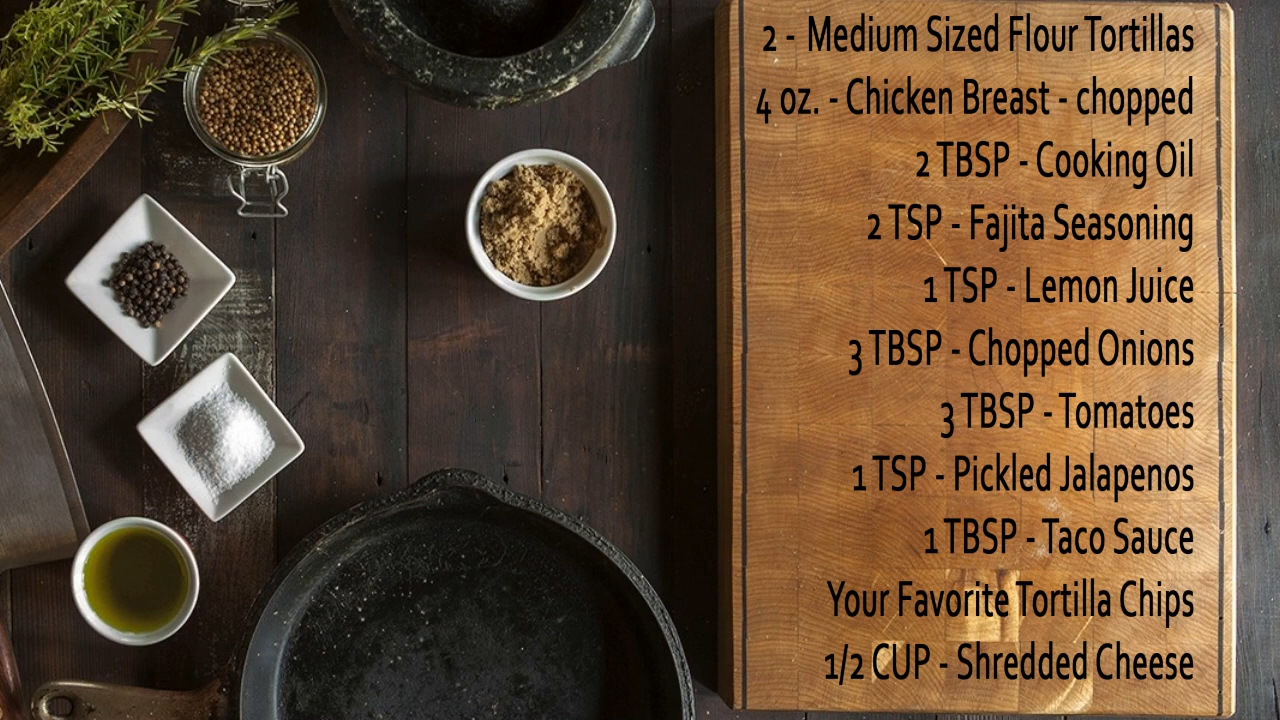 2 - Medium Sized Flour Tortillas
4 oz. - Chicken Breast - chopped
2 TBSP - Cooking Oil
2 TSP - Fajita Seasoning
1 TSP - Lemon Juice
3 TBSP - Chopped Onions
3 TBSP - Tomatoes
1 TSP - Pickled Jalapenos
1 TBSP - Taco Sauce
Your Favorite Tortilla Chips
1/2 CUP - Shredded Cheese